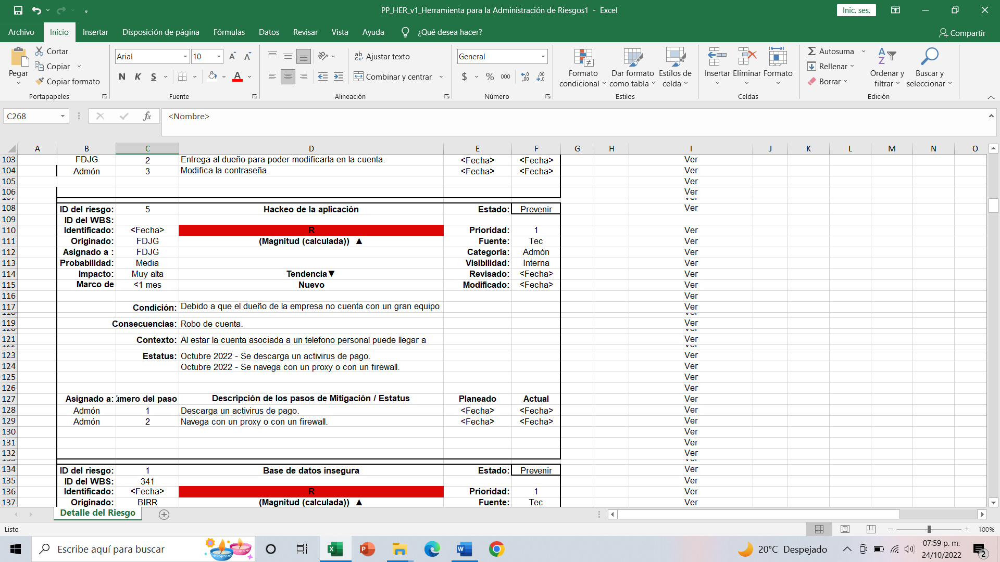 PP_HER_v1_Herramienta para la Administración de Riesgos1 - Excel
Inic. ses.
Archivo Inicio Insertar Disposición de página Fórmulas Datos Revisar Vista Ayuda ¿Qué desea hacer? Compartir
Pegar
Cortar
Copiar
Copiar formato
Portapapeles
Arial 10
N K S
Fuente
Ajustar texto
Combinar y centrar
Alineación
General
$ % 000
Número
Formato condicional
Dar formato como tabla
Estilos de celda
Estilos
Insertar Eliminar Formato
Celdas
Autosuma
Rellenar
Borrar
Ordenar y filtrar
Buscar y seleccionar
Edición
C268 fx <Nombre>
A B C D E F G H I J K L M N O
103 FDJG 2 Entrega al dueño para poder modificarla en la cuenta. <Fecha> <Fecha> Ver
104 Admón 3 Modifica la contraseña. <Fecha> <Fecha> Ver
105 Ver
106 Ver
108 ID del riesgo: 5 Hackeo de la aplicación Estado: Prevenir Ver
109 ID del WBS:
110 Identificado: <Fecha> R Prioridad: 1 Ver
111 Originado: FDJG (Magnitud (calculada)) ▲ Fuente: Tec Ver
112 Asignado a : FDJG Categoria: Admón Ver
113 Probabilidad: Media Visibilidad: Interna Ver
114 Impacto: Muy alta Tendencia▼ Revisado: <Fecha> Ver
115 Marco de <1 mes Nuevo Modificado: <Fecha> Ver
116 Ver
117 Condición: Debido a que el dueño de la empresa no cuenta con un gran equipo Ver
119 Consecuencias: Robo de cuenta. Ver
121 Contexto: Al estar la cuenta asociada a un telefono personal puede llegar a Ver
123 Estatus: Octubre 2022 - Se descarga un activirus de pago. Ver
124 Octubre 2022 - Se navega con un proxy o con un firewall. Ver
125 Ver
126 Ver
127 Asignado a: úmero del paso Descripción de los pasos de Mitigación / Estatus Planeado Actual Ver
128 Admón 1 Descarga un activirus de pago. <Fecha> <Fecha> Ver
129 Admón 2 Navega con un proxy o con un firewall. <Fecha> <Fecha> Ver
130 Ver
131 Ver
132 Ver
134 ID del riesgo: 1 Base de datos insegura Estado: Prevenir Ver
135 ID del WBS: 341 Ver
136 Identificado: <Fecha> R Prioridad: 1 Ver
137 Originado: BIRR (Magnitud (calculada)) ▲ Fuente: Tec Ver
Detalle del Riesgo
Listo
100%
Escribe aquí para buscar
20°C Despejado
07:59 p. m.
24/10/2022
2